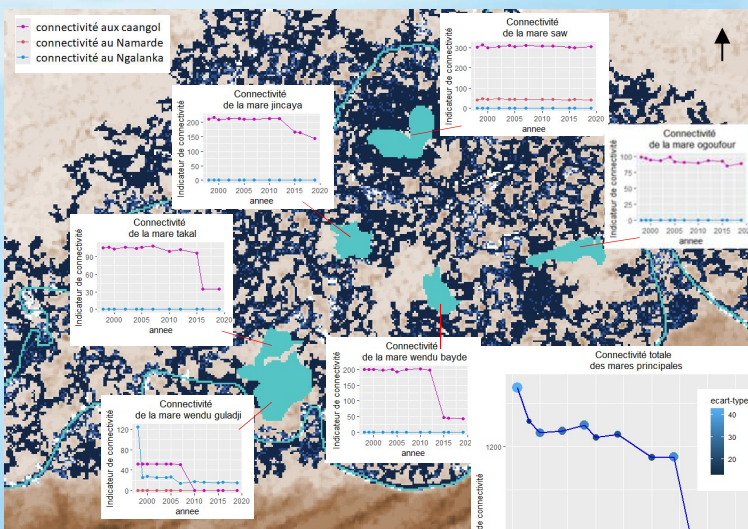 connectivité aux caangol
connectivité au Namarde
connectivité au Ngalanka
Connectivité
de la mare saw
Indicateur de connectivité
300
200
100
0
2000
2005
2010
2015
2020
annee
Connectivité
de la mare jincaya
Indicateur de connectivité
200
150
100
50
0
2000
2005
2010
2015
2020
annee
Connectivité
de la mare ogoufour
Indicateur de connectivité
100
75
50
25
0
2000
2005
2010
2015
annee
Connectivité
de la mare takal
Indicateur de connectivité
90
60
30
0
2000
2005
2010
2015
2020
annee
Connectivité
de la mare wendu bayde
Indicateur de connectivité
200
150
100
50
0
2000
2005
2010
2015
annee
Connectivité
de la mare wendu guladji
Indicateur de connectivité
120
80
40
0
2000
2005
2010
2015
2020
annee
Connectivité totale
des mares principales
de connectivité
1200
ecart-type
40
30
20